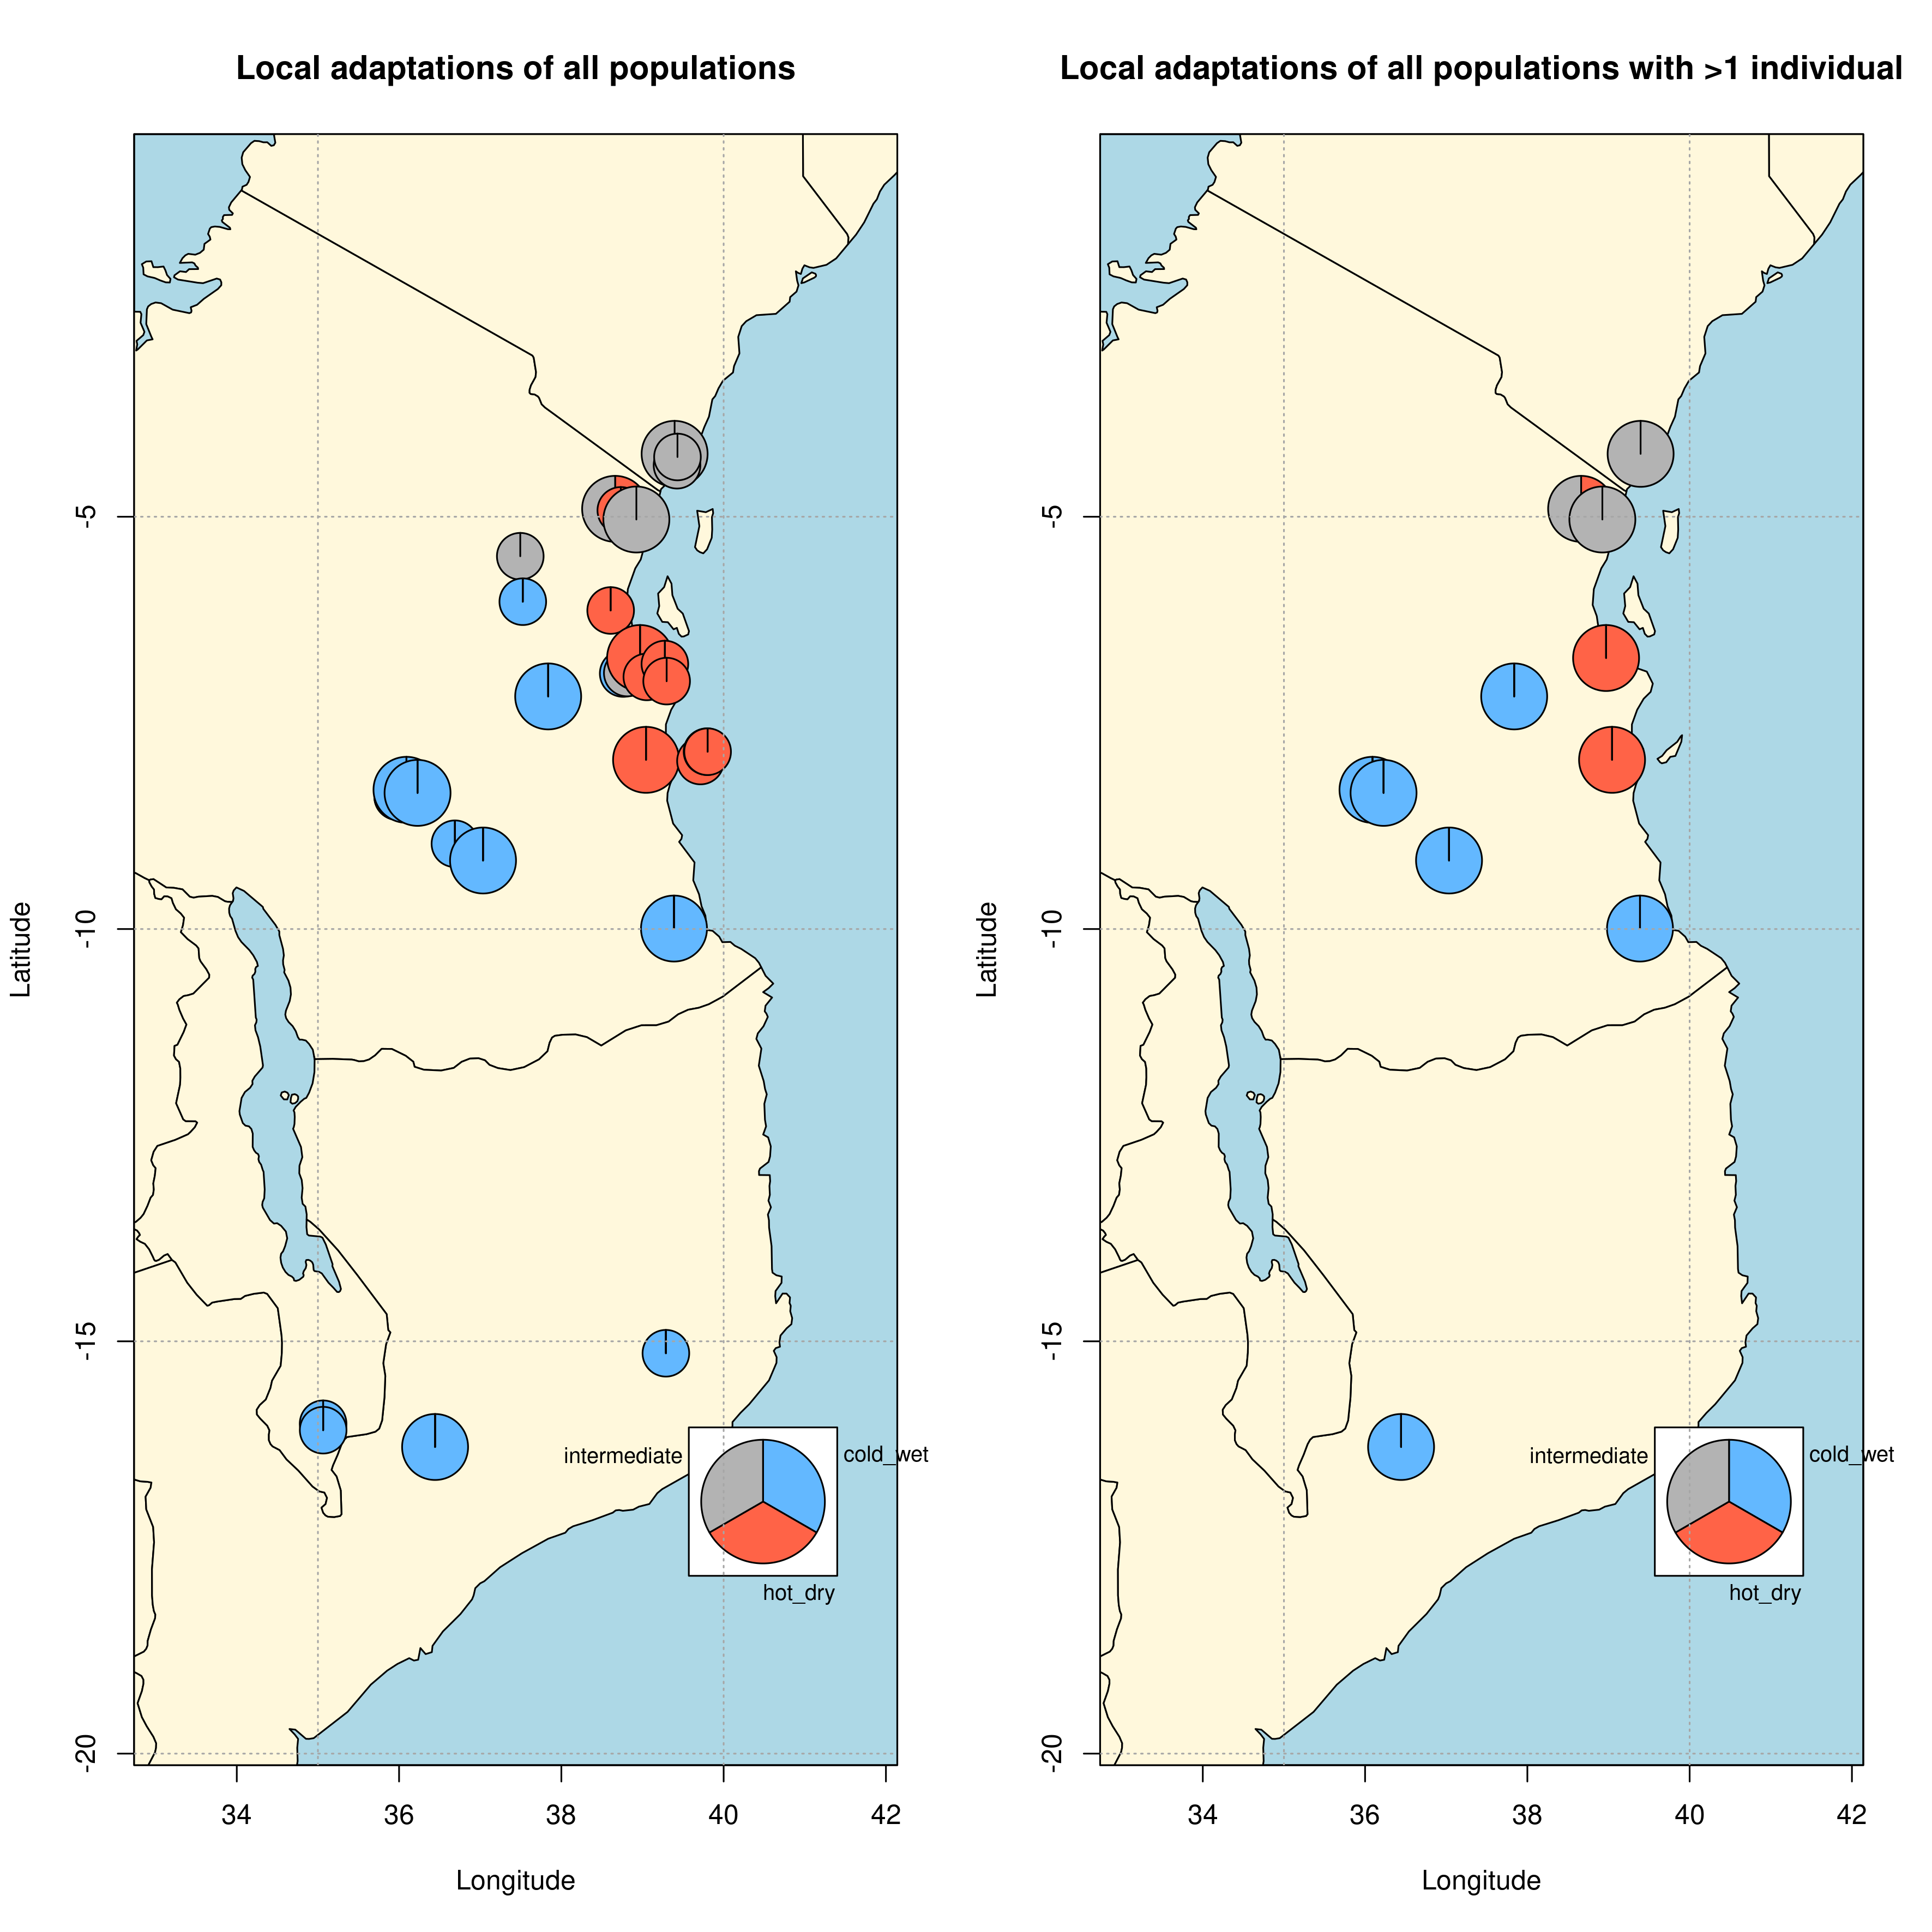 Local adaptations of all populations
Latitude
-5
-10
-15
-20
intermediate
cold_wet
hot_dry
34 36 38 40 42
Longitude
Local adaptations of all populations with >1 individual
Latitude
-5
-10
-15
-20
intermediate
cold_wet
hot_dry
34 36 38 40 42
Longitude